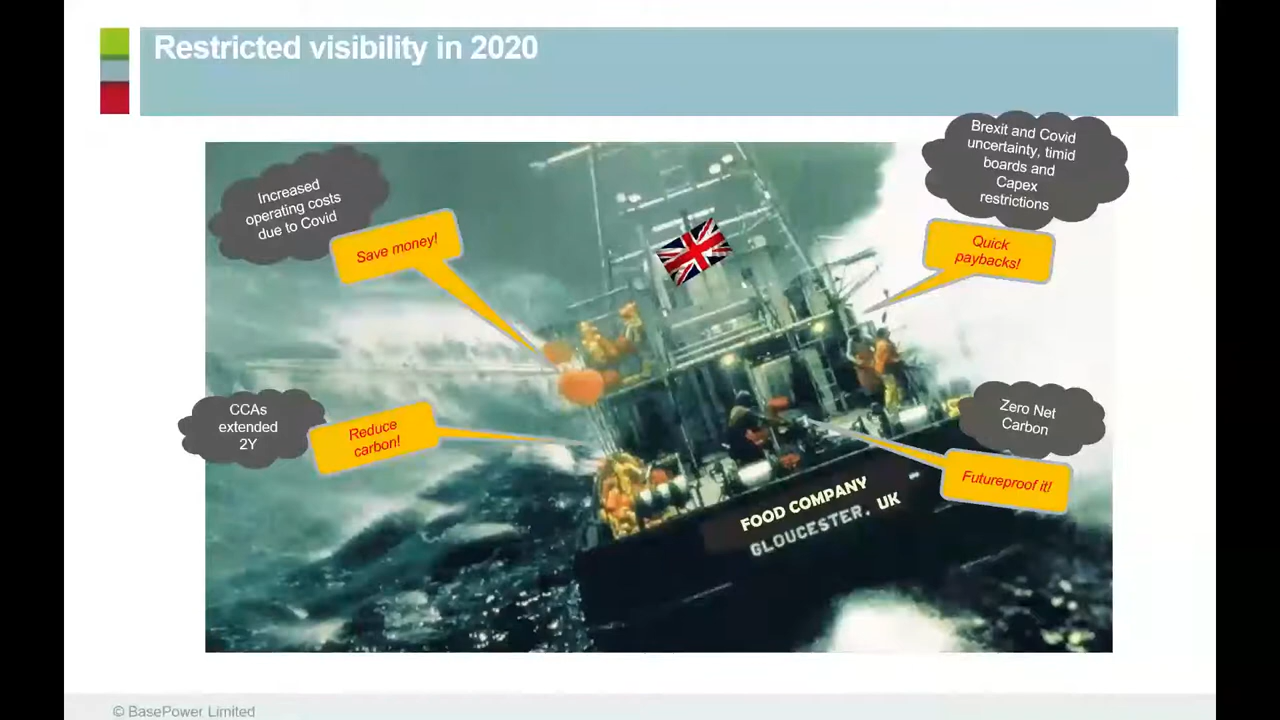 Restricted visibility in 2020
Increased
operating costs
due to Covid
Save money!
Brexit and Covid
uncertainty, timid
boards and
Capex
restrictions
Quick
paybacks!
CCAs
extended
2Y
Reduce
carbon!
Zero Net
Carbon
Futureproof it!
FOOD COMPANY
GLOUCESTER, UK
© BasePower Limited